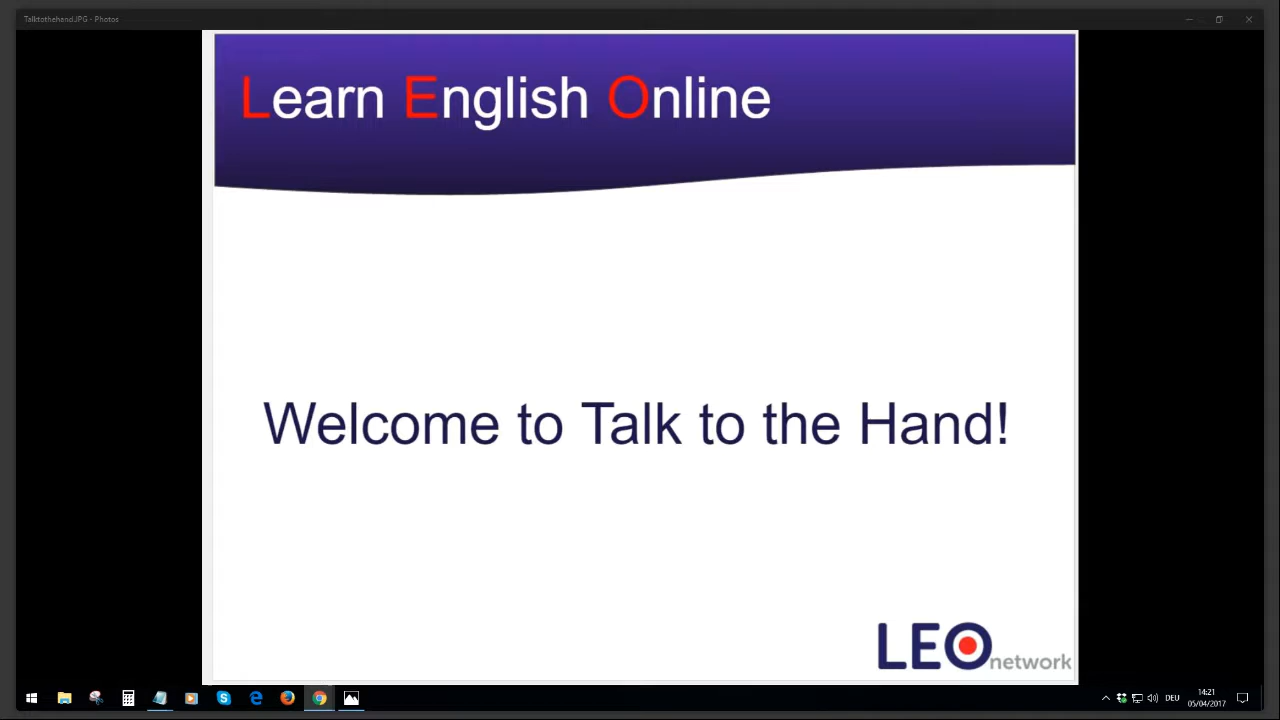 Talktothehand.JPG - Photos
Learn English Online
Welcome to Talk to the Hand!
LEO network
DEU
14:21
05/04/2017